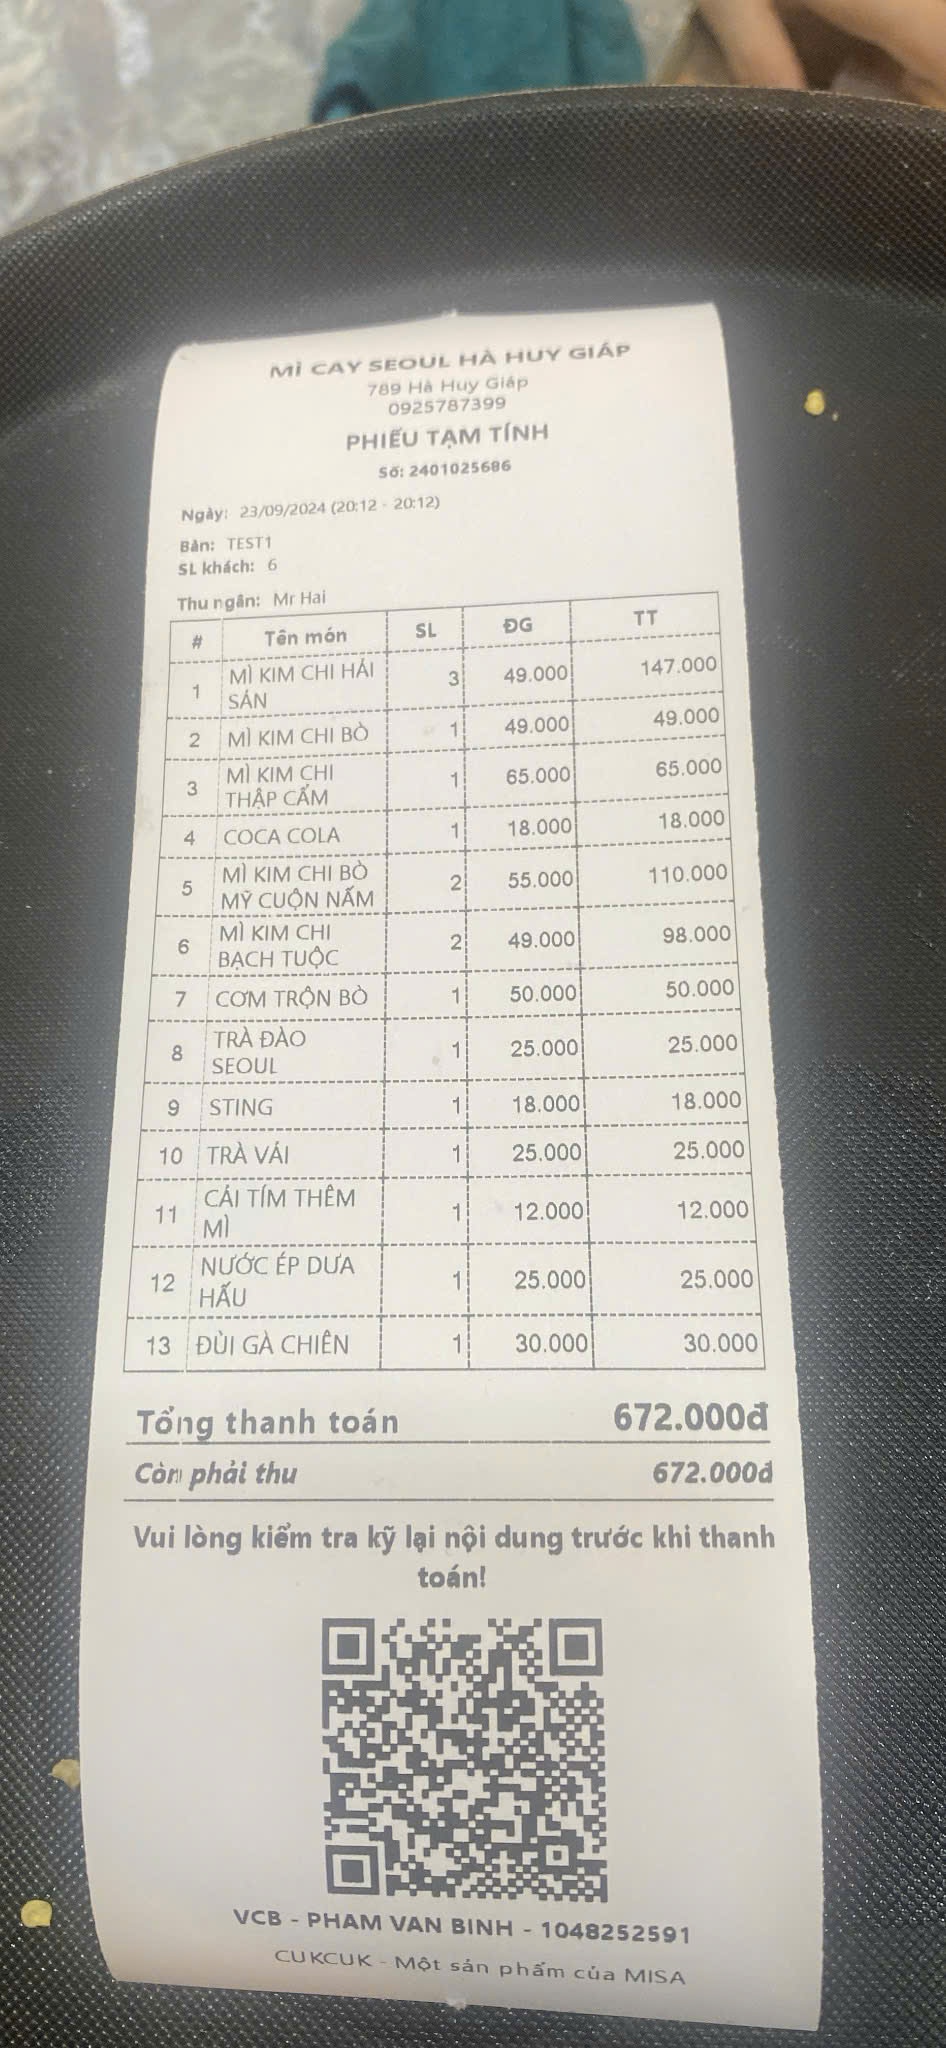 MÌ CAY SEOUL HÀ HUY GIÁP
789 Hà Huy Giáp
0925787399
PHIẾU TẠM TÍNH
Số: 2401025686
Ngày: 23/09/2024 (20:12 - 20:12)
Bàn: TEST1
SL khách: 6
Thu ngân: Mr Hai
# Tên món SL ĐG TT
1 MÌ KIM CHI HẢI SẢN 3 49.000 147.000
2 MÌ KIM CHI BÒ 1 49.000 49.000
3 MÌ KIM CHI THẬP CẨM 1 65.000 65.000
4 COCA COLA 1 18.000 18.000
5 MÌ KIM CHI BÒ MỸ CUỘN NẤM 2 55.000 110.000
6 MÌ KIM CHI BẠCH TUỘC 2 49.000 98.000
7 CƠM TRỘN BÒ 1 50.000 50.000
8 TRÀ ĐÀO SEOUL 1 25.000 25.000
9 STING 1 18.000 18.000
10 TRÀ VẢI 1 25.000 25.000
11 CẢI TÍM THÊM MÌ 1 12.000 12.000
12 NƯỚC ÉP DƯA HẤU 1 25.000 25.000
13 ĐÙI GÀ CHIÊN 1 30.000 30.000
Tổng thanh toán 672.000đ
Còn phải thu 672.000đ
Vui lòng kiểm tra kỹ lại nội dung trước khi thanh
toán!
VCB - PHAM VAN BINH - 1048252591
CUKCUK - Một sản phẩm của MISA